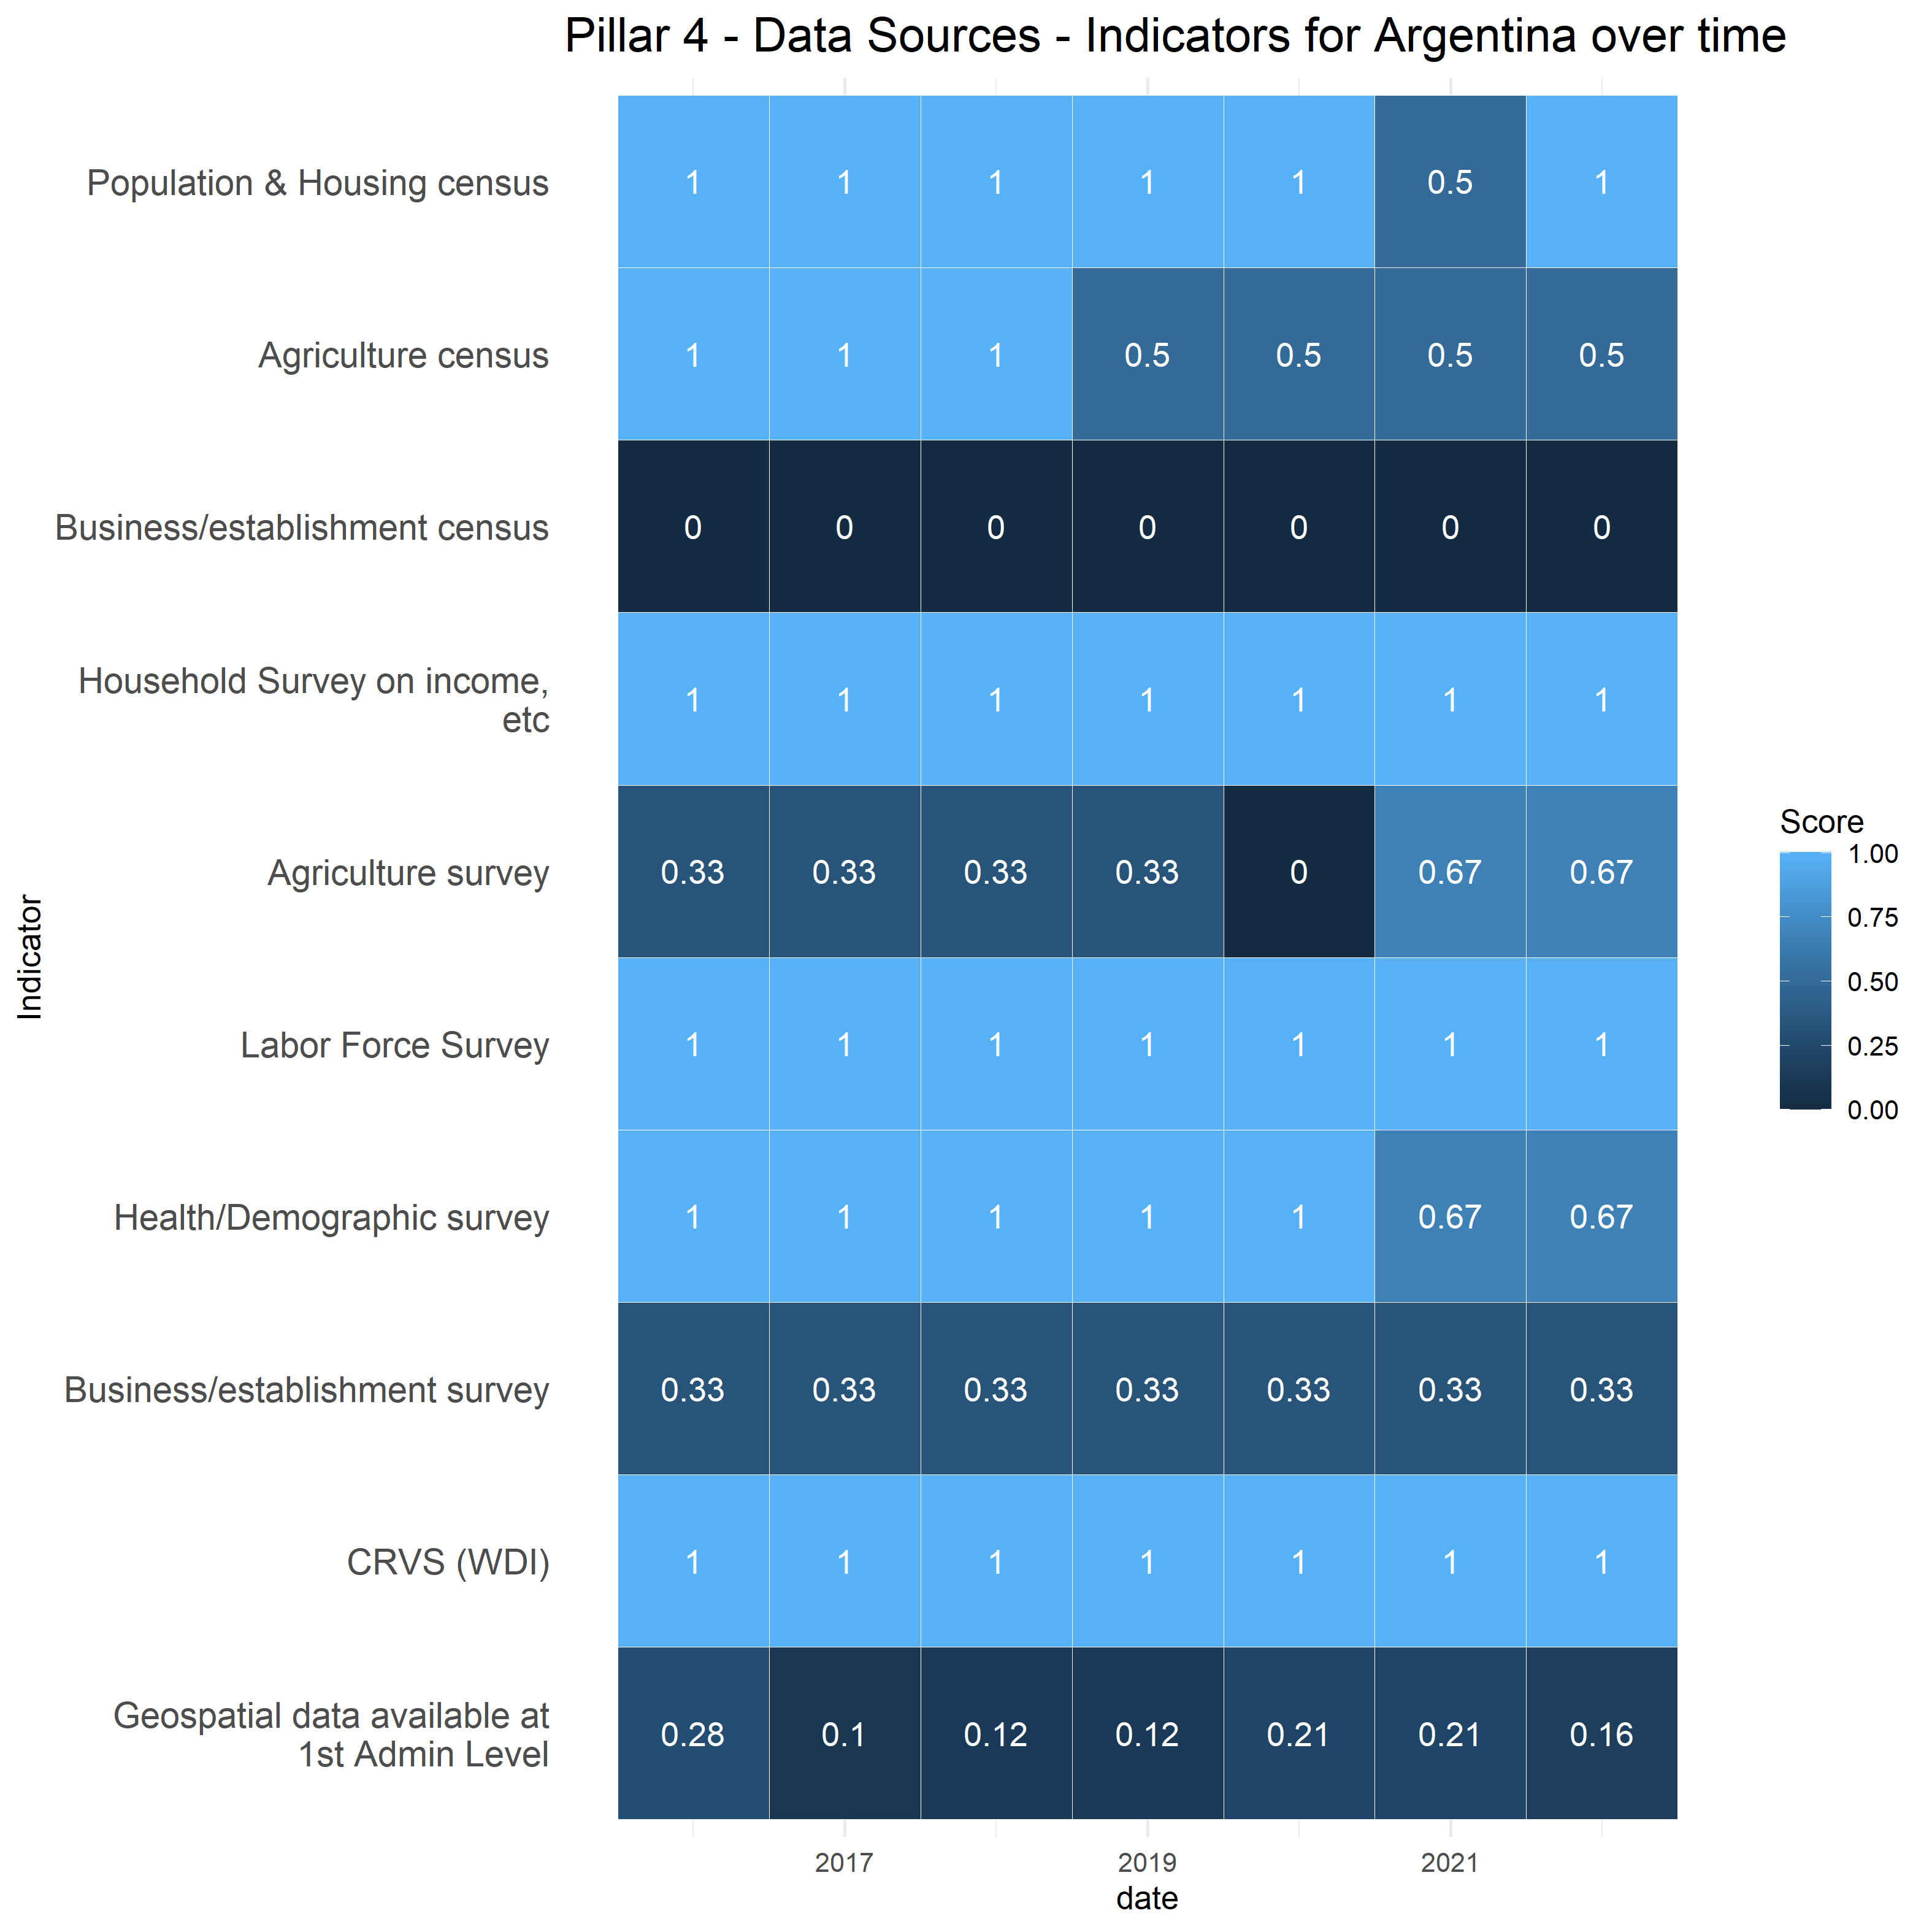 Pillar 4 - Data Sources - Indicators for Argentina over time
Population & Housing census
1 1 1 1 1 0.5 1
Agriculture census
1 1 1 0.5 0.5 0.5 0.5
Business/establishment census
0 0 0 0 0 0 0
Household Survey on income,
etc
1 1 1 1 1 1 1
Agriculture survey
0.33 0.33 0.33 0.33 0 0.67 0.67
Labor Force Survey
1 1 1 1 1 1 1
Health/Demographic survey
1 1 1 1 1 0.67 0.67
Business/establishment survey
0.33 0.33 0.33 0.33 0.33 0.33 0.33
CRVS (WDI)
1 1 1 1 1 1 1
Geospatial data available at
1st Admin Level
0.28 0.1 0.12 0.12 0.21 0.21 0.16
2017 2019 2021
date
Indicator
Score
1.00
0.75
0.50
0.25
0.00